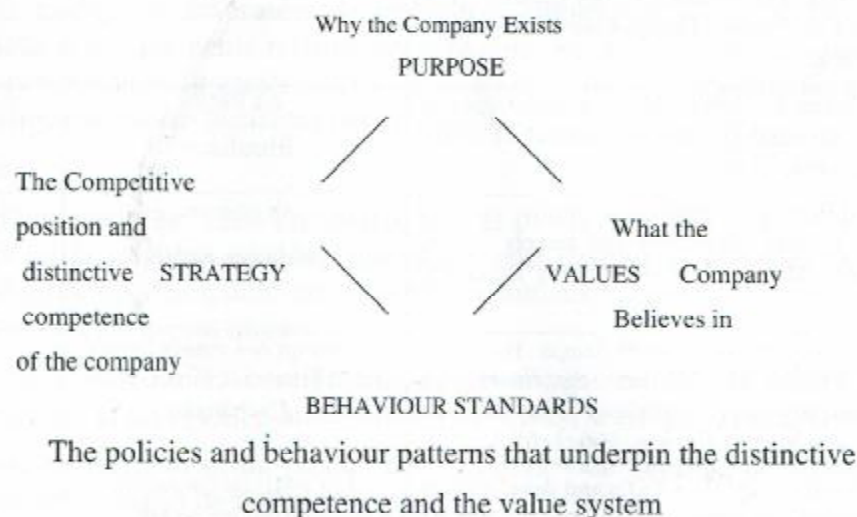 Why the Company Exists
PURPOSE
The Competitive
position and
distinctive STRATEGY
competence
of the company
What the
VALUES Company
Believes in
BEHAVIOUR STANDARDS
The policies and behaviour patterns that underpin the distinctive
competence and the value system